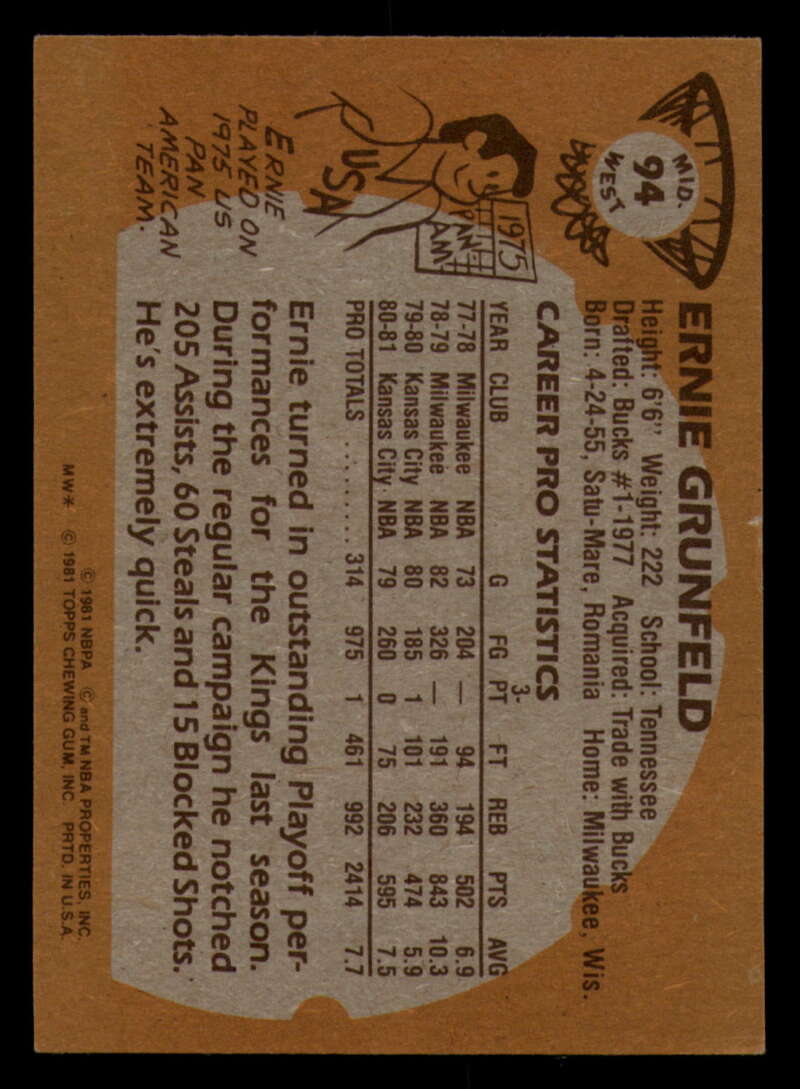 MID.
94
WEST
ERNIE GRUNFELD
Height: 6'6" Weight: 222 School: Tennessee
Drafted: Bucks #1-1977 Acquired: Trade with Bucks
Born: 4-24-55, Satu-Mare, Romania Home: Milwaukee, Wis.
CAREER PRO STATISTICS
YEAR CLUB G FG 3-PT FT REB PTS AVG
77-78 Milwaukee NBA 73 204 — 94 194 502 6.9
78-79 Milwaukee NBA 82 326 — 191 360 843 10.3
79-80 Kansas City NBA 80 185 1 101 232 474 5.9
80-81 Kansas City NBA 79 260 0 75 206 595 7.5
PRO TOTALS ......... 314 975 1 461 992 2414 7.7
1975
PAN
AM
USA
ERNIE
PLAYED ON
1975 US
PAN
AMERICAN
TEAM.
Ernie turned in outstanding Playoff per-
formances for the Kings last season.
During the regular campaign he notched
205 Assists, 60 Steals and 15 Blocked Shots.
He's extremely quick.
© 1981 NBPA © and TM NBA PROPERTIES, INC.
MW* © 1981 TOPPS CHEWING GUM, INC. PRTD. IN U.S.A.